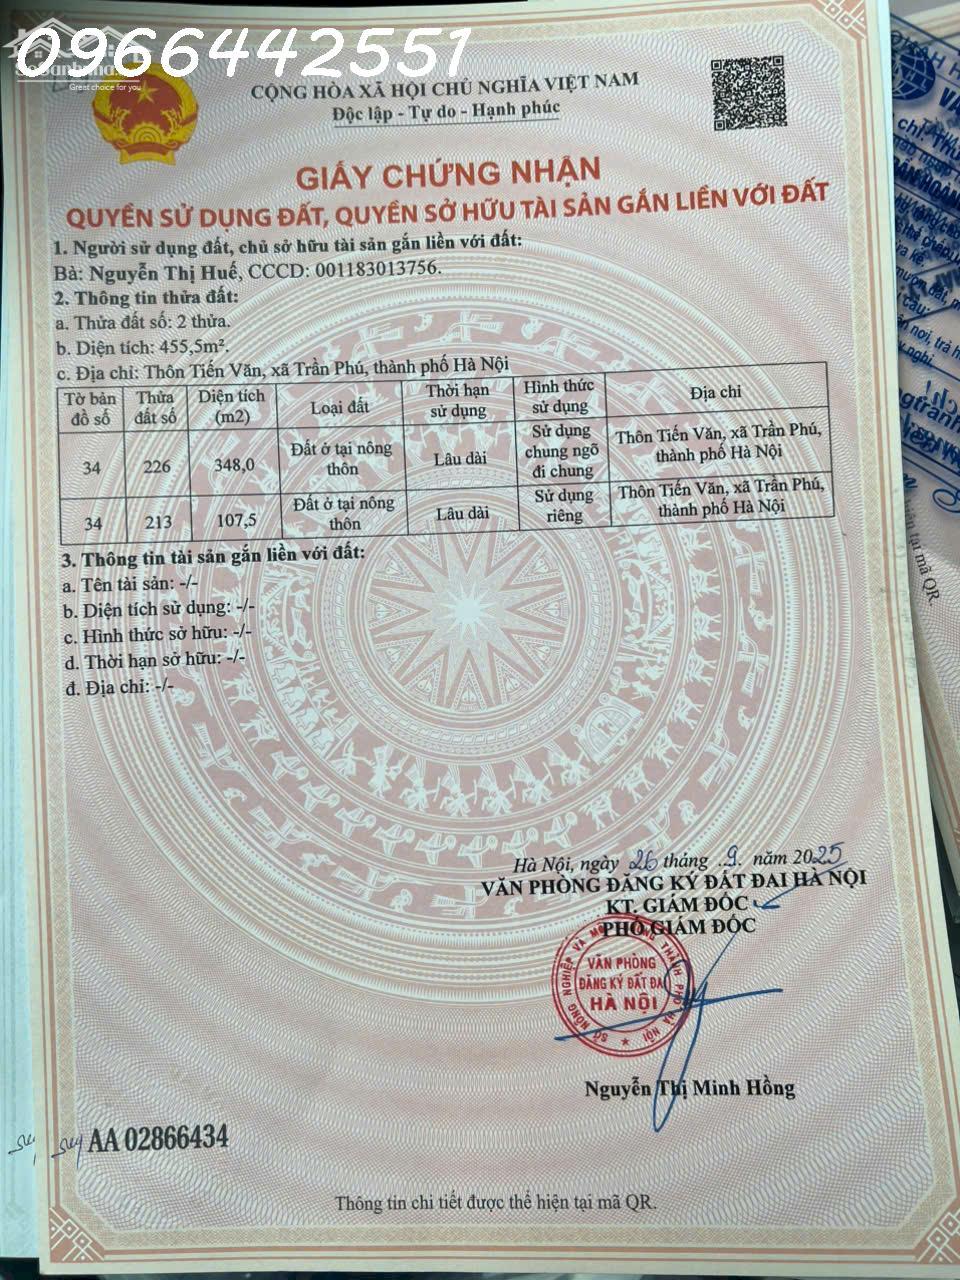 0966442551
Great choice for you
CỘNG HÒA XÃ HỘI CHỦ NGHĨA VIỆT NAM
Độc lập - Tự do - Hạnh phúc
GIẤY CHỨNG NHẬN
QUYỀN SỬ DỤNG ĐẤT, QUYỀN SỞ HỮU TÀI SẢN GẮN LIỀN VỚI ĐẤT
1. Người sử dụng đất, chủ sở hữu tài sản gắn liền với đất:
Bà: Nguyễn Thị Huế, CCCD: 001183013756.
2. Thông tin thửa đất:
a. Thửa đất số: 2 thửa.
b. Diện tích: 455,5m².
c. Địa chỉ: Thôn Tiến Văn, xã Trần Phú, thành phố Hà Nội
Tờ bản đồ số Thửa đất số Diện tích (m2) Loại đất Thời hạn sử dụng Hình thức sử dụng Địa chỉ
34 226 348,0 Đất ở tại nông thôn Lâu dài Sử dụng chung ngõ đi chung Thôn Tiến Văn, xã Trần Phú, thành phố Hà Nội
34 213 107,5 Đất ở tại nông thôn Lâu dài Sử dụng riêng Thôn Tiến Văn, xã Trần Phú, thành phố Hà Nội
3. Thông tin tài sản gắn liền với đất:
a. Tên tài sản: -/-
b. Diện tích sử dụng: -/-
c. Hình thức sở hữu: -/-
d. Thời hạn sở hữu: -/-
đ. Địa chỉ: -/-
Hà Nội, ngày 26 tháng 9 năm 2025
VĂN PHÒNG ĐĂNG KÝ ĐẤT ĐAI HÀ NỘI
KT. GIÁM ĐỐC
PHÓ GIÁM ĐỐC
VĂN PHÒNG
ĐĂNG KÝ ĐẤT ĐAI
HÀ NỘI
Nguyễn Thị Minh Hồng
AA 02866434
Thông tin chi tiết được thể hiện tại mã QR.